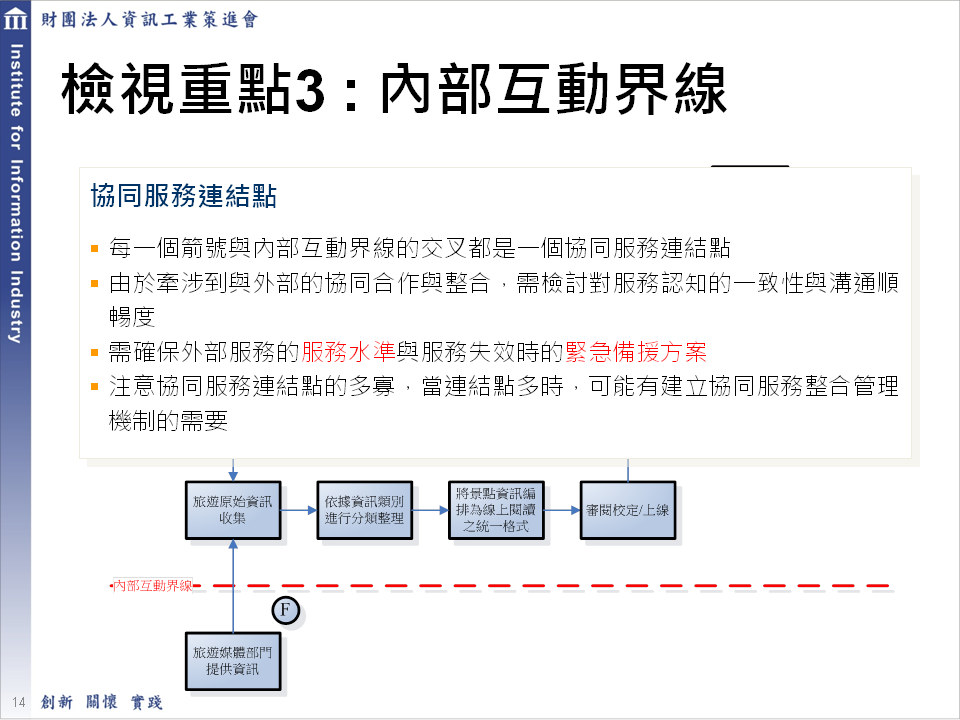 財團法人資訊工業策進會
Institute for Information Industry
檢視重點3：內部互動界線
協同服務連結點
每一個箭號與內部互動界線的交叉都是一個協同服務連結點
由於牽涉到與外部的協同合作與整合，需檢討對服務認知的一致性與溝通順
暢度
需確保外部服務的服務水準與服務失效時的緊急備援方案
注意協同服務連結點的多寡，當連結點多時，可能有建立協同服務整合管理
機制的需要
旅遊原始資訊
收集
依據資訊類別
進行分類整理
將景點資訊編
排為線上閱讀
之統一格式
審閱校定/上線
內部互動界線
F
旅遊媒體部門
提供資訊
14
創新 關懷 實踐